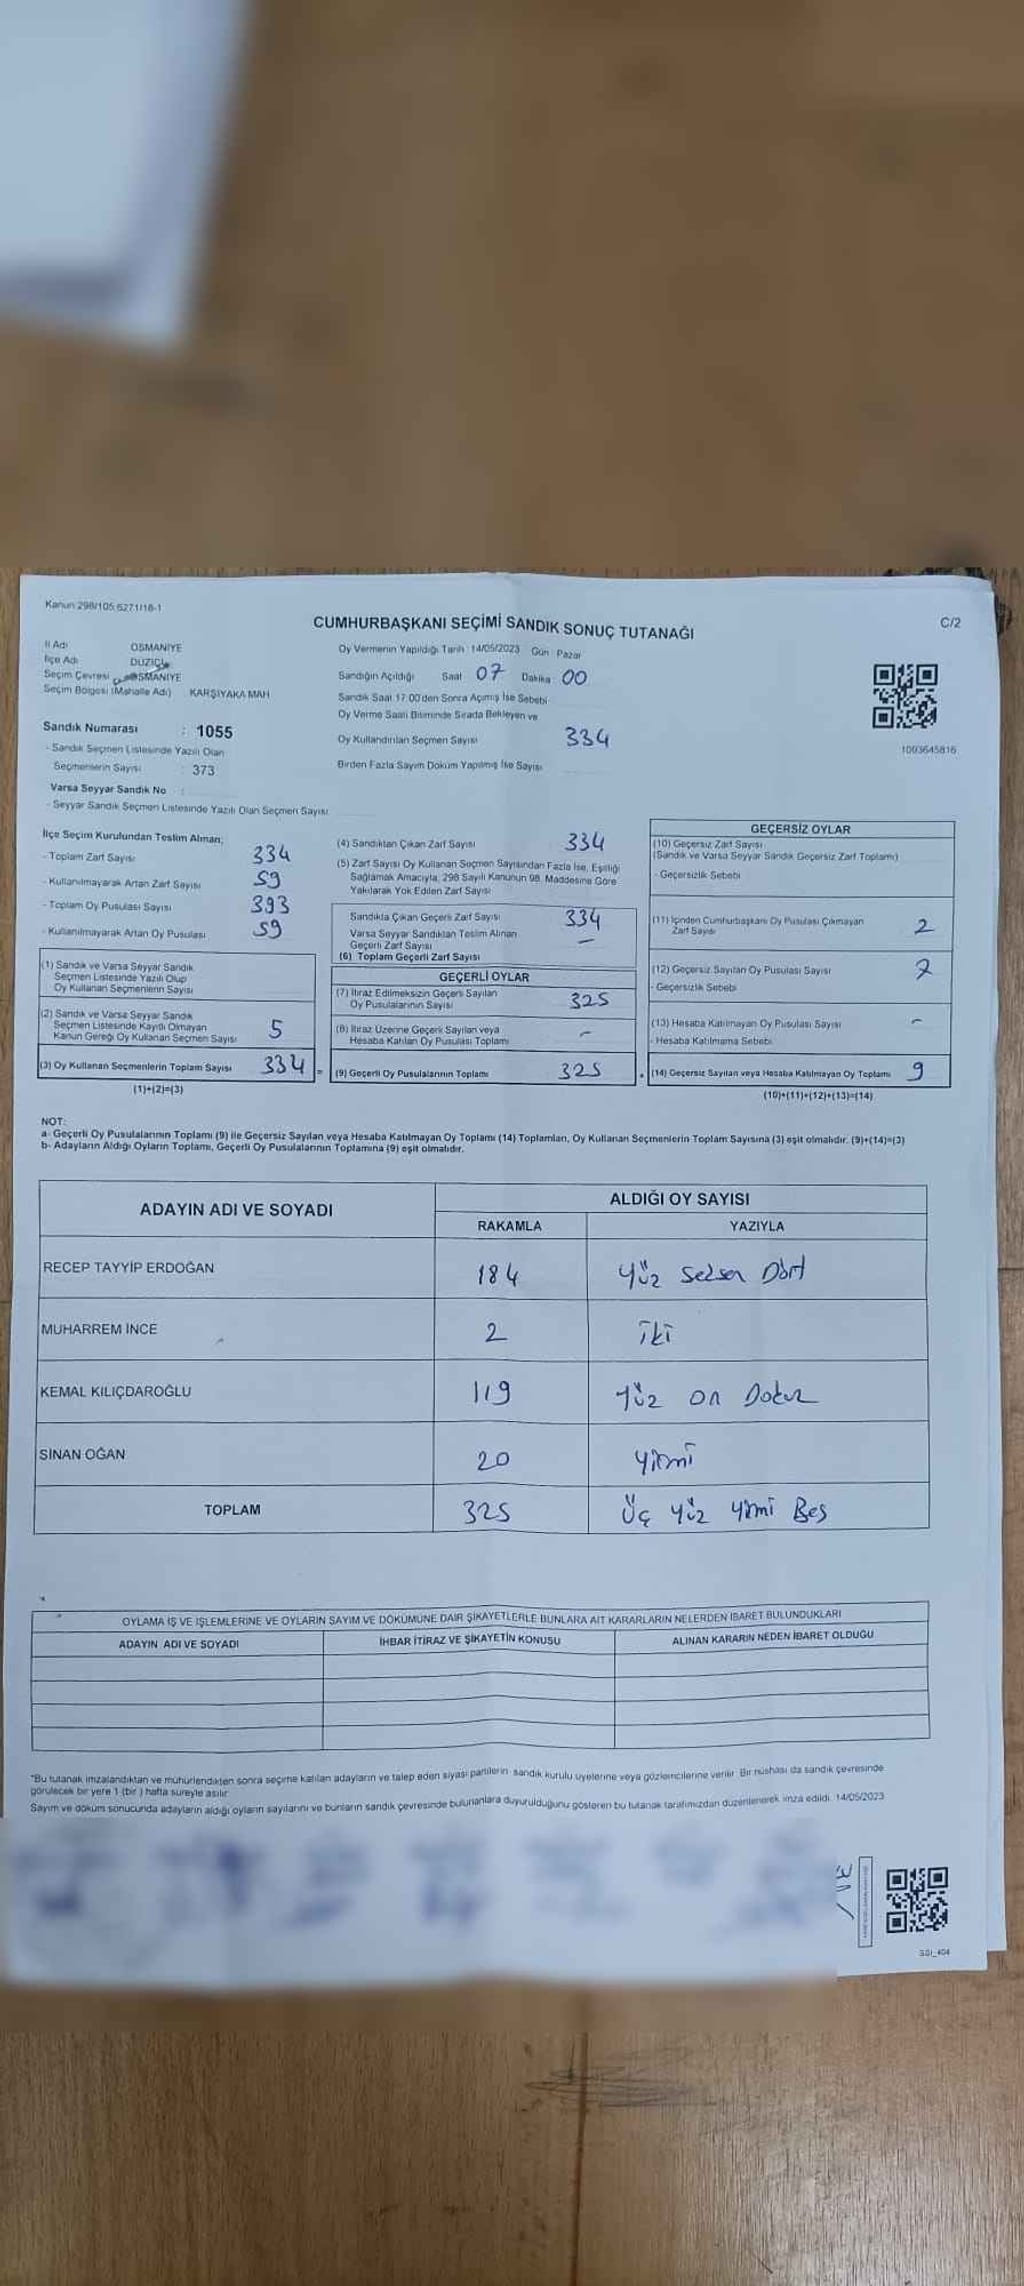 Kanun 298/105 6271/18-1
CUMHURBAŞKANI SEÇİMİ SANDIK SONUÇ TUTANAĞI
C/2
İl Adı OSMANİYE
İlçe Adı DÜZİÇİ
Seçim Çevresi OSMANİYE
Seçim Bölgesi (Mahalle Adı) KARŞIYAKA MAH
Sandık Numarası : 1055
- Sandık Seçmen Listesinde Yazılı Olan
Seçmenlerin Sayısı : 373
Varsa Seyyar Sandık No :
- Seyyar Sandık Seçmen Listesinde Yazılı Olan Seçmen Sayısı
Oy Vermenin Yapıldığı Tarih 14/05/2023 Gün : Pazar
Sandığın Açıldığı Saat 07 Dakika : 00
Sandık Saat 17:00'den Sonra Açımış İse Sebebi
Oy Verme Saati Bitiminde Sırada Bekleyen ve
Oy Kullandırılan Seçmen Sayısı 334
Birden Fazla Sayım Döküm Yapılmış İse Sayısı
1003645816
İlçe Seçim Kurulundan Teslim Alınan;
- Toplam Zarf Sayısı 334
- Kullanılmayarak Artan Zarf Sayısı 59
- Toplam Oy Pusulası Sayısı 393
- Kullanılmayarak Artan Oy Pusulası 59
(1) Sandık ve Varsa Seyyar Sandık
Seçmen Listesinde Yazılı Olup
Oy Kullanan Seçmenlerin Sayısı
(2) Sandık ve Varsa Seyyar Sandık
Seçmen Listesinde Kayıtlı Olmayan
Kanun Gereği Oy Kullanan Seçmen Sayısı 5
(3) Oy Kullanan Seçmenlerin Toplam Sayısı 334 =
(1)+(2)=(3)
(4) Sandıktan Çıkan Zarf Sayısı 334
(5) Zarf Sayısı Oy Kullanan Seçmen Sayısından Fazla İse, Eşitliği
Sağlamak Amacıyla, 298 Sayılı Kanunun 98. Maddesine Göre
Yakılarak Yok Edilen Zarf Sayısı
Sandıkta Çıkan Geçerli Zarf Sayısı 334
Varsa Seyyar Sandıktan Teslim Alınan
Geçerli Zarf Sayısı –
(6) Toplam Geçerli Zarf Sayısı
GEÇERLİ OYLAR
(7) İtiraz Edilmeksizin Geçerli Sayılan
Oy Pusulalarının Sayısı 325
(8) İtiraz Üzerine Geçerli Sayılan veya
Hesaba Katılan Oy Pusulası Toplamı –
(9) Geçerli Oy Pusulalarının Toplamı 325
GEÇERSİZ OYLAR
(10) Geçersiz Zarf Sayısı
(Sandık ve Varsa Seyyar Sandık Geçersiz Zarf Toplamı)
- Geçersizlik Sebebi
(11) İçinden Cumhurbaşkanı Oy Pusulası Çıkmayan
Zarf Sayısı 2
(12) Geçersiz Sayılan Oy Pusulası Sayısı 7
- Geçersizlik Sebebi
(13) Hesaba Katılmayan Oy Pusulası Sayısı –
- Hesaba Katılmama Sebebi
(14) Geçersiz Sayılan veya Hesaba Katılmayan Oy Toplamı 9
(10)+(11)+(12)+(13)=(14)
NOT:
a- Geçerli Oy Pusulalarının Toplamı (9) ile Geçersiz Sayılan veya Hesaba Katılmayan Oy Toplamı (14) Toplamları, Oy Kullanan Seçmenlerin Toplam Sayısına (3) eşit olmalıdır. (9)+(14)=(3)
b- Adayların Aldığı Oyların Toplamı, Geçerli Oy Pusulalarının Toplamına (9) eşit olmalıdır.
ADAYIN ADI VE SOYADI
ALDIĞI OY SAYISI
RAKAMLA YAZIYLA
RECEP TAYYİP ERDOĞAN 184 Yüz Seksen Dört
MUHARREM İNCE 2 iki
KEMAL KILIÇDAROĞLU 119 Yüz on Dokuz
SİNAN OĞAN 20 Yirmi
TOPLAM 325 Üç Yüz Yirmi Beş
OYLAMA İŞ VE İŞLEMLERİNE VE OYLARIN SAYIM VE DÖKÜMÜNE DAİR ŞİKAYETLERLE BUNLARA AİT KARARLARIN NELERDEN İBARET BULUNDUKLARI
ADAYIN ADI VE SOYADI İHBAR İTİRAZ VE ŞİKAYETİN KONUSU ALINAN KARARIN NEDEN İBARET OLDUĞU
*Bu tutanak imzalandıktan ve mühürlendikten sonra seçime katılan adayların ve talep eden siyasi partilerin sandık kurulu üyelerine veya gözlemcilerine verilir. Bir nüshası da sandık çevresinde
görülecek bir yere 1 (bir ) hafta süreyle asılır.
Sayım ve döküm sonucunda adayların aldığı oyların sayılarını ve bunların sandık çevresinde bulunanlara duyurulduğunu gösteren bu tutanak tarafımızdan düzenlenerek imza edildi. 14/05/2023